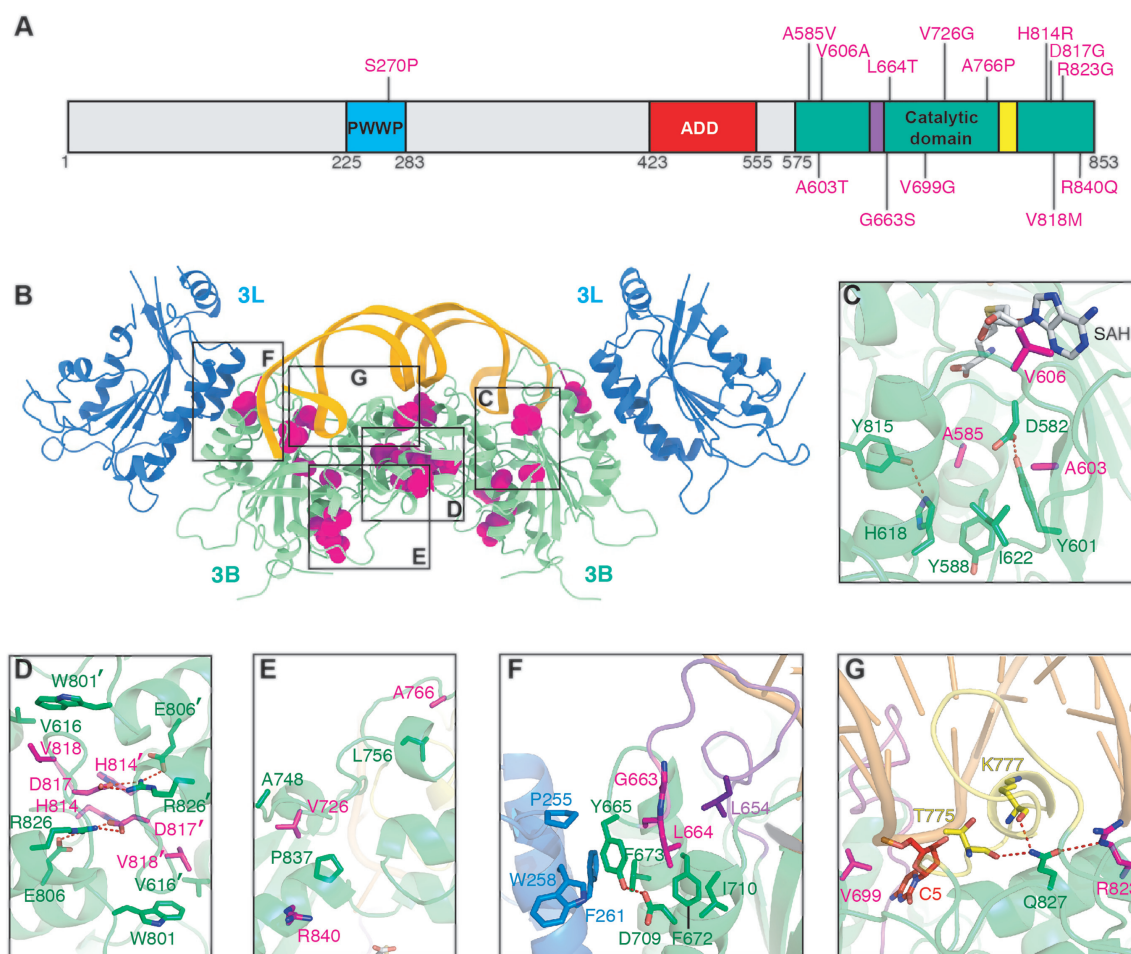 A
A585V
V606A
L664T
V726G
A766P
H814R
D817G
R823G
S270P
PWWP
ADD
Catalytic
domain
1
225
283
423
555
575
853
A603T
G663S
V699G
V818M
R840Q
B
3L
3L
F
G
C
D
E
3B
3B
C
SAH
V606
D582
Y815
A585
A603
H618
Y588
I622
Y601
D
W801′
E806′
V616
V818
H814′
D817
H814
R826′
R826
D817′
V818′
E806
V616′
W801
E
A766
L756
A748
V726
P837
R840
F
G663
P255
Y665
L654
L664
F673
W258
I710
F261
D709
F672
G
K777
T775
V699
C5
R823
Q827